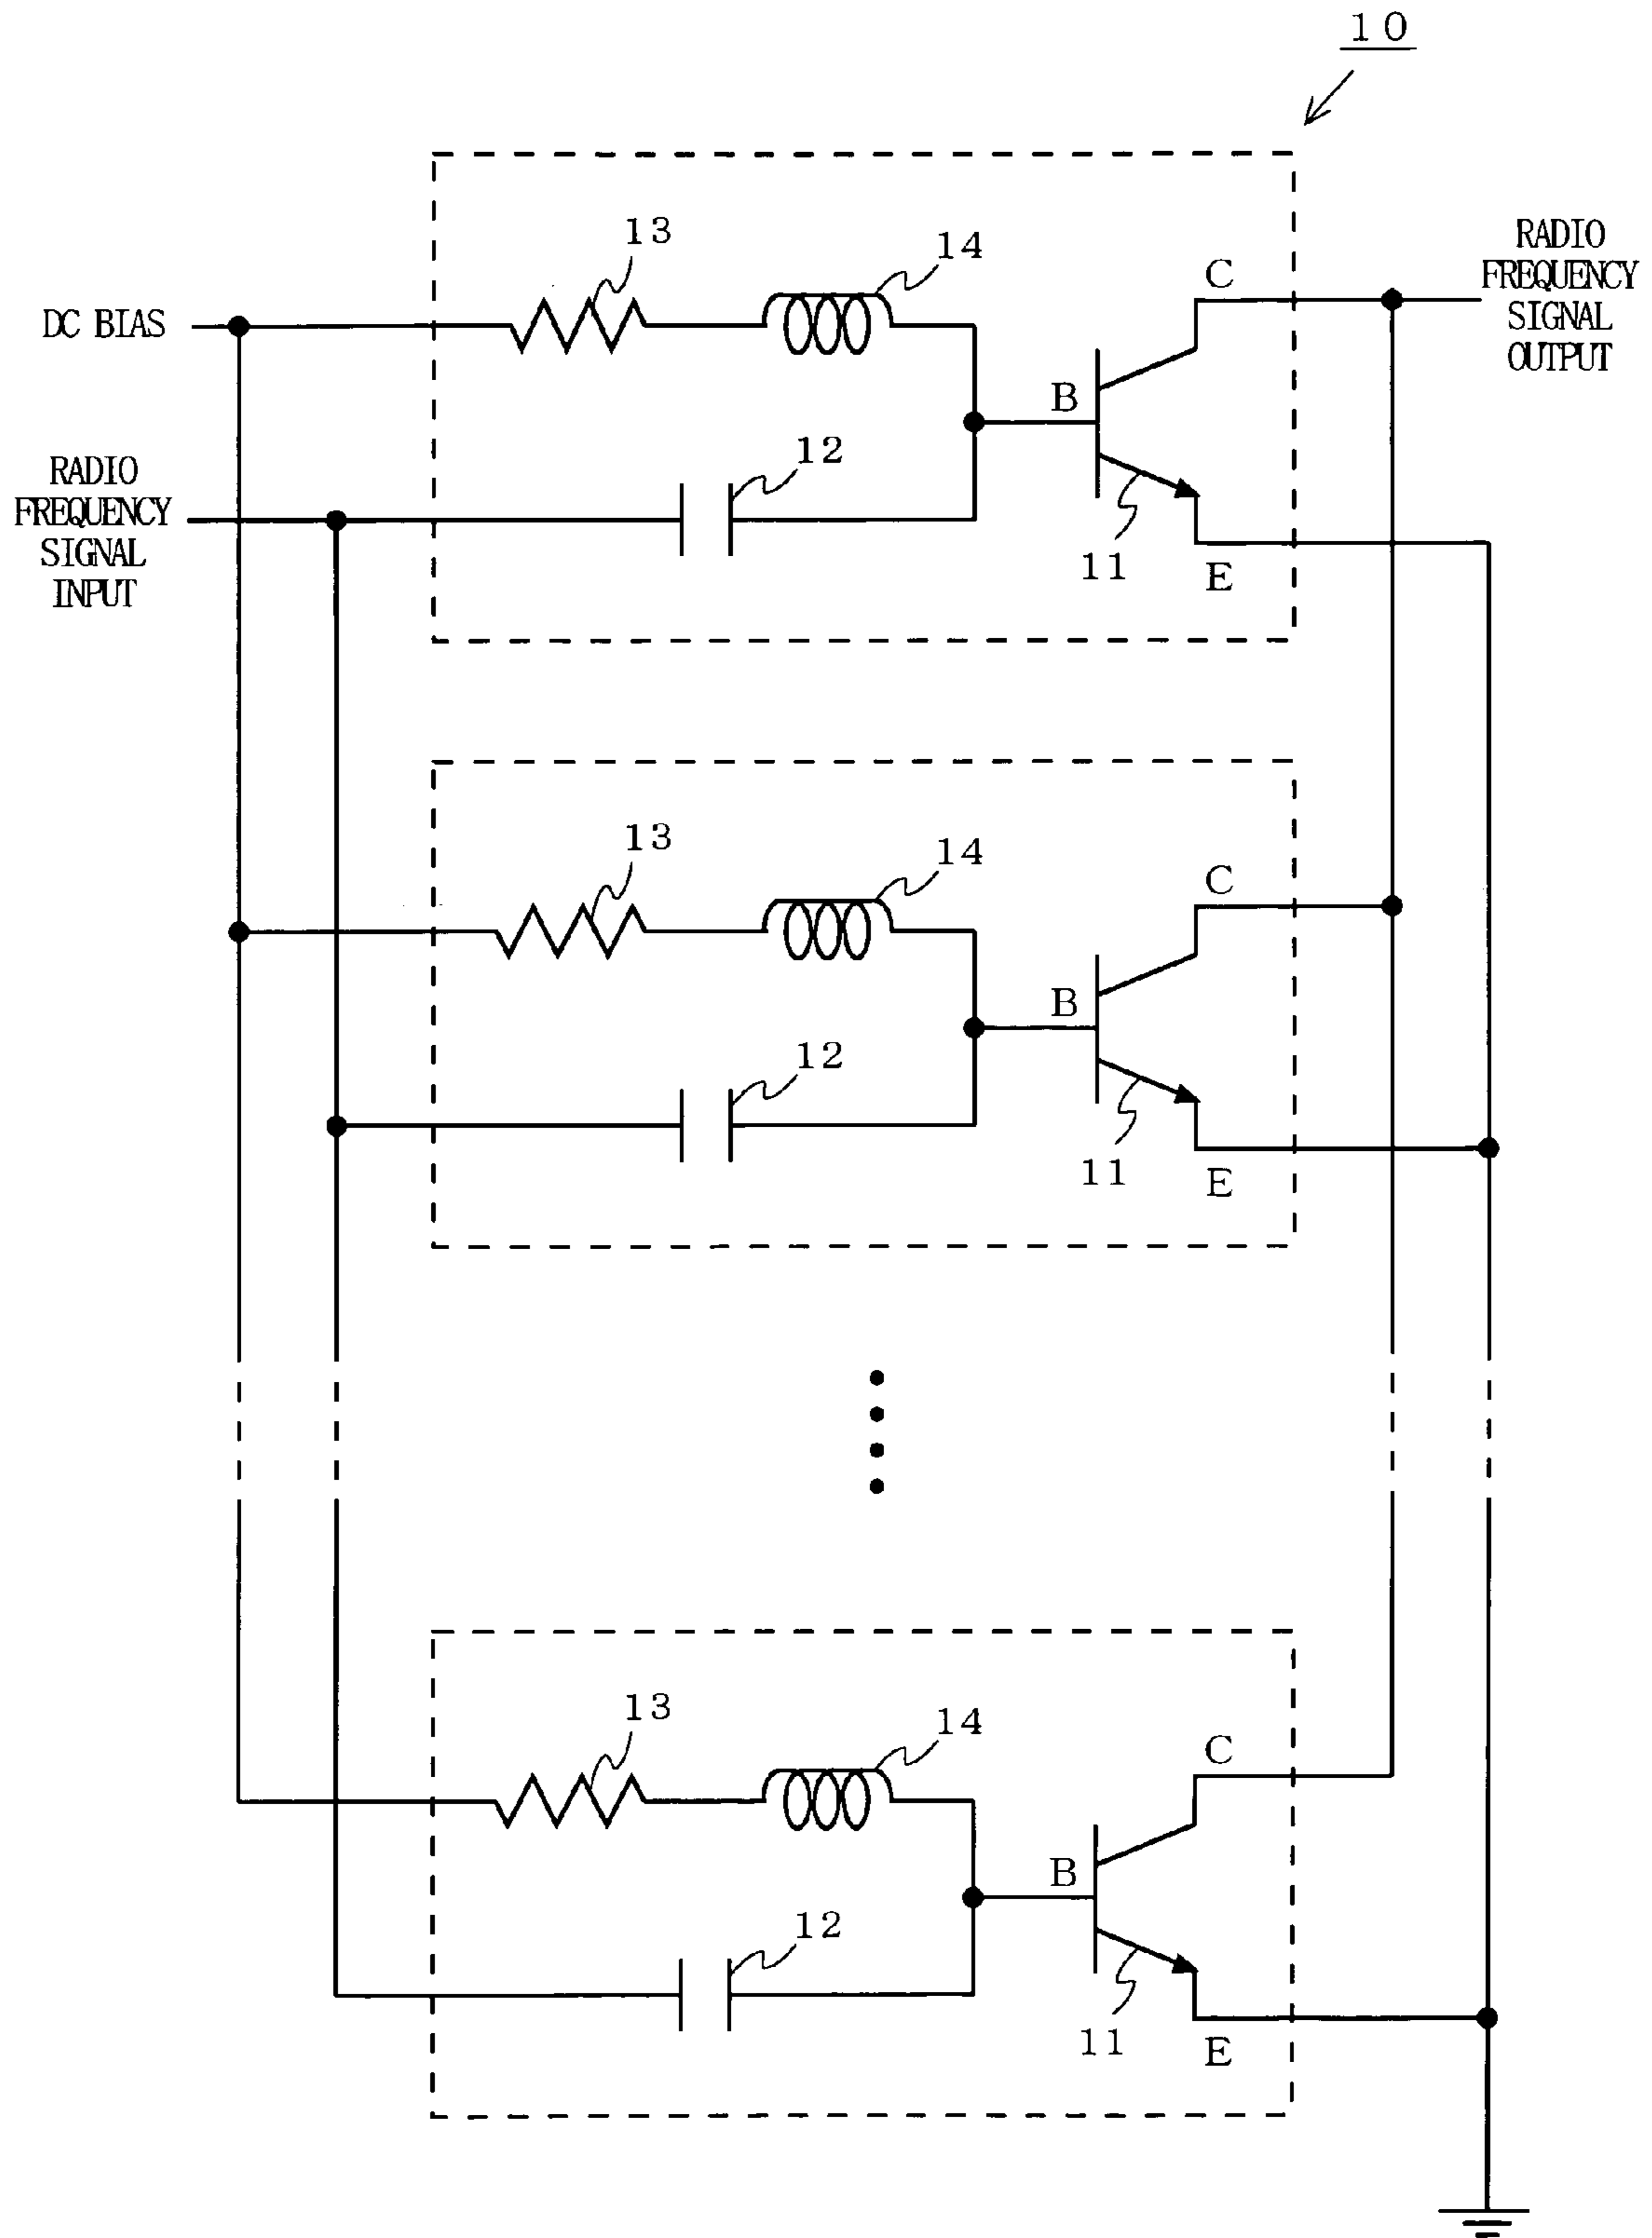 10
13
14
C
RADIO
FREQUENCY
SIGNAL
OUTPUT
DC BIAS
B
12
RADIO
FREQUENCY
SIGNAL
INPUT
11
E
13
14
C
B
12
11
E
13
14
C
B
12
11
E